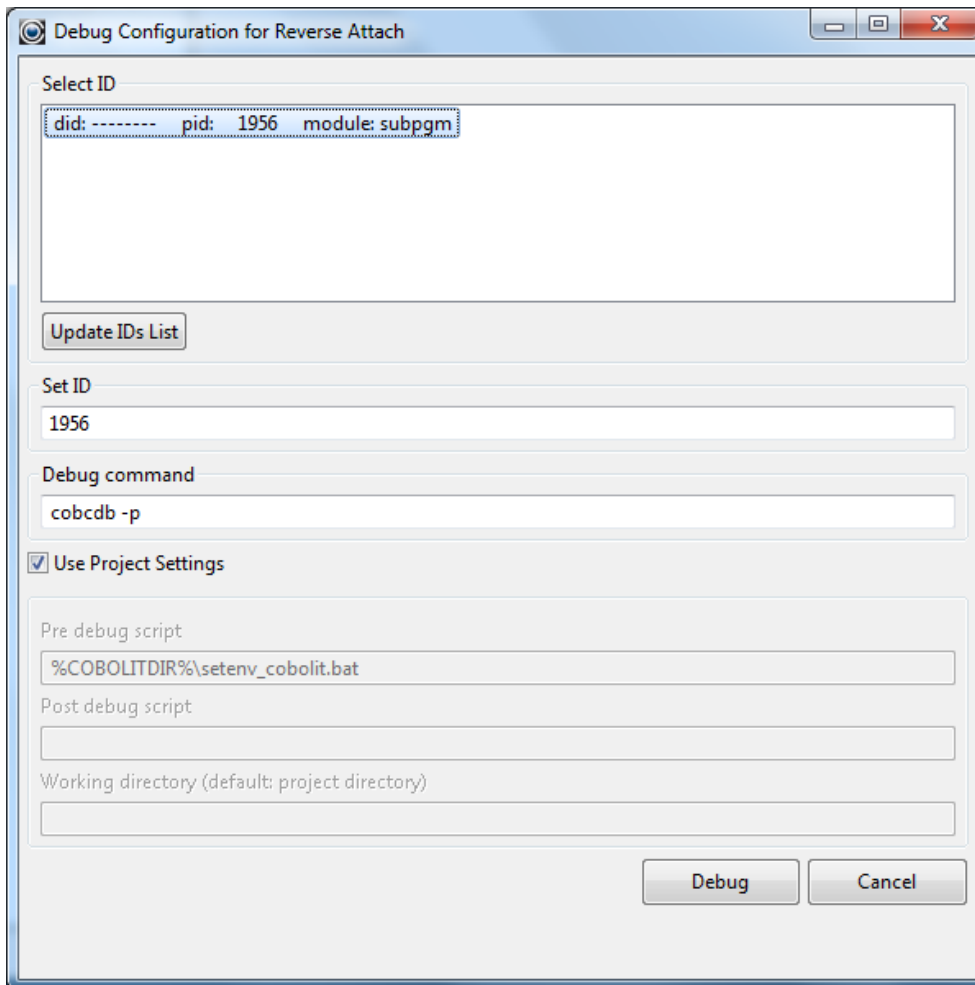 Debug Configuration for Reverse Attach
Select ID
did: -------- pid: 1956 module: subpgm
Update IDs List
Set ID
1956
Debug command
cobcdb -p
Use Project Settings
Pre debug script
%COBOLITDIR%\setenv_cobolit.bat
Post debug script
Working directory (default: project directory)
Debug Cancel